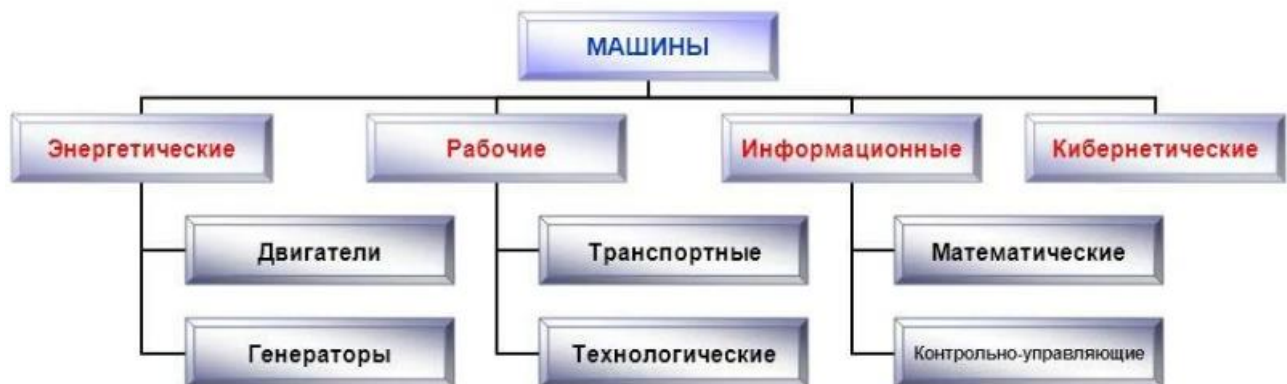 МАШИНЫ
Энергетические
Рабочие
Информационные
Кибернетические
Двигатели
Транспортные
Математические
Генераторы
Технологические
Контрольно-управляющие